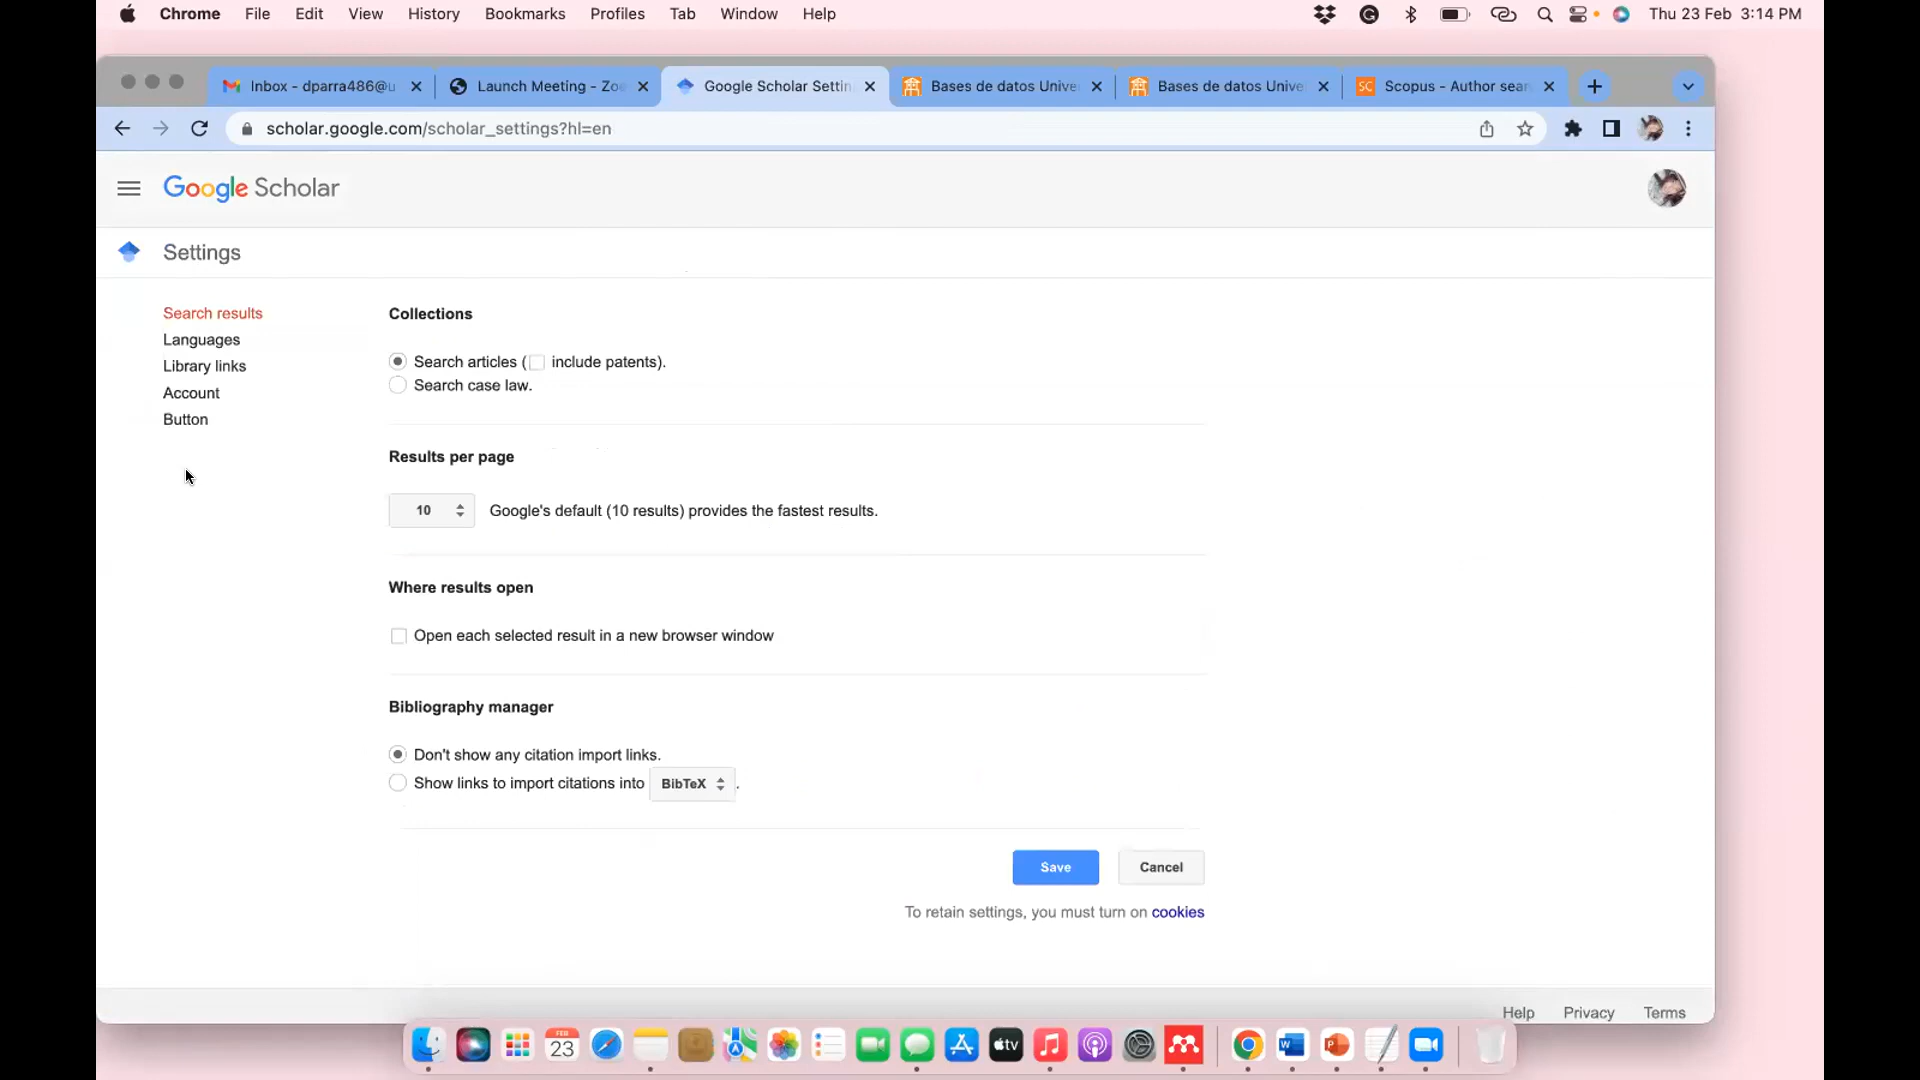 Chrome File Edit View History Bookmarks Profiles Tab Window Help Thu 23 Feb 3:14 PM
Inbox - dparra486@u Launch Meeting - Zo Google Scholar Settin Bases de datos Unive Bases de datos Unive SC Scopus - Author sear
scholar.google.com/scholar_settings?hl=en
Google Scholar
Settings
Search results
Languages
Library links
Account
Button
Collections
Search articles ( include patents).
Search case law.
Results per page
10 Google's default (10 results) provides the fastest results.
Where results open
Open each selected result in a new browser window
Bibliography manager
Don't show any citation import links.
Show links to import citations into BibTeX .
Save Cancel
To retain settings, you must turn on cookies
Help Privacy Terms
FEB
23
tv